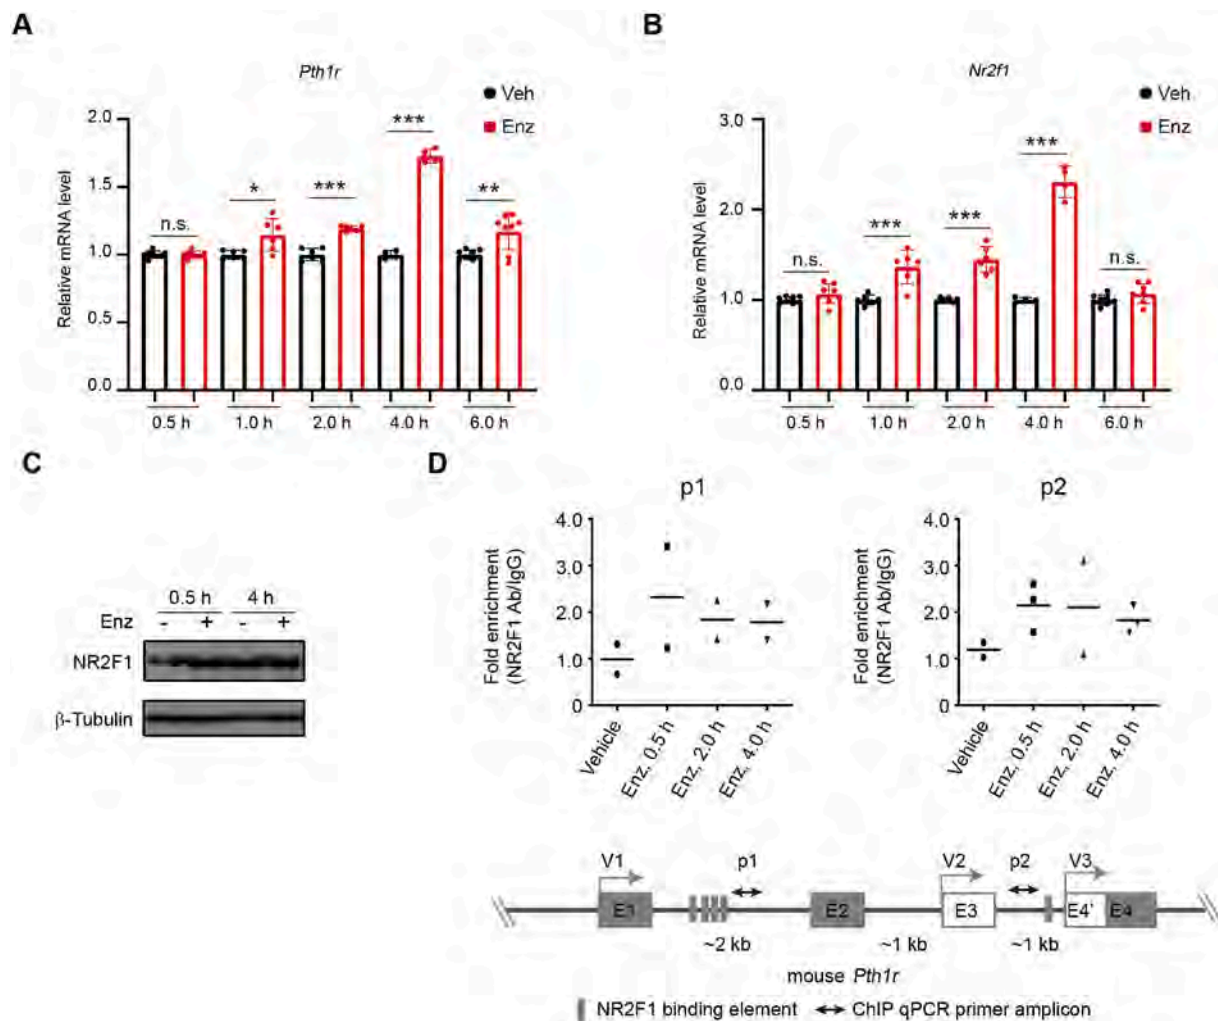 A
Pth1r
Veh
Enz
Relative mRNA level
2.0
1.5
1.0
0.5
0.0
n.s.
*
***
***
**
0.5 h
1.0 h
2.0 h
4.0 h
6.0 h
B
Nr2f1
Veh
Enz
Relative mRNA level
3.0
2.0
1.0
0.0
n.s.
***
***
***
n.s.
0.5 h
1.0 h
2.0 h
4.0 h
6.0 h
C
0.5 h 4 h
Enz - + - +
NR2F1
β-Tubulin
D
p1
Fold enrichment
(NR2F1 Ab/IgG)
4.0
3.0
2.0
1.0
0
Vehicle
Enz, 0.5 h
Enz, 2.0 h
Enz, 4.0 h
p2
Fold enrichment
(NR2F1 Ab/IgG)
4.0
3.0
2.0
1.0
0
Vehicle
Enz, 0.5 h
Enz, 2.0 h
Enz, 4.0 h
V1 p1 V2 p2 V3
E1 E2 E3 E4' E4
~2 kb ~1 kb ~1 kb
mouse Pth1r
NR2F1 binding element ChIP qPCR primer amplicon